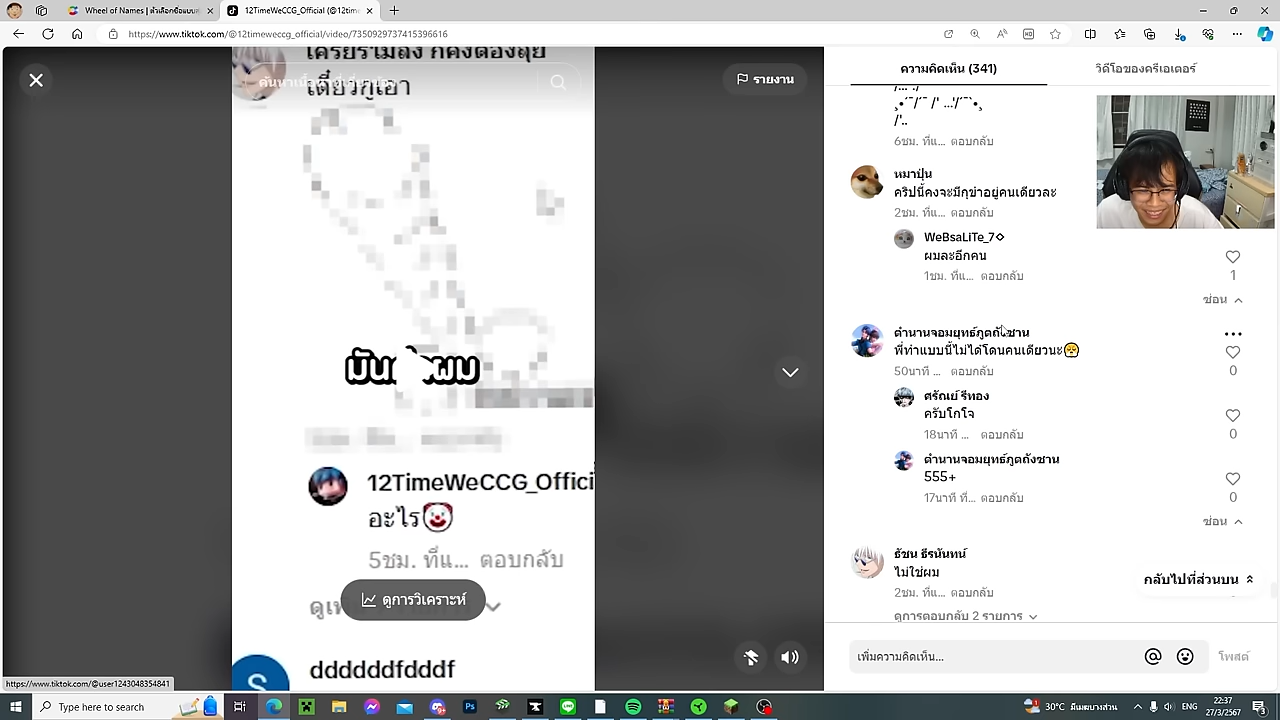 Wheel of Names | ตัวเลือกชื่อแบบสุ่
12TimeWeCCG_Official (@12time
https://www.tiktok.com/@12timeweccg_official/video/7350929737415396616
รายงาน
เตี๋ยวกูเอา
12TimeWeCCG_Offici
อะไร🤡
5ชม. ที่แ... ตอบกลับ
ดูการวิเคราะห์
ddddddfdddf
S
ความคิดเห็น (341)
วิดีโอของครีเอเตอร์
/'..
6ชม. ที่แ... ตอบกลับ
หมาปุ่น
คริปนี้คงจะมีกูขำอยู่คนเดียวละ
2ชม. ที่แ... ตอบกลับ
WeBsaLiTe_7◇
ผมละอีกคน
1ชม. ที่แ... ตอบกลับ
1
ซ่อน
ตำนานจอมยุทธ์ภูตถังซาน
พี่ทำแบบนี้ไม่ได้โดนคนเดียวนะ😤
50นาที ... ตอบกลับ
0
ศรัณย์ รีทอง
ครับโกโจ
18นาที ... ตอบกลับ
0
ตำนานจอมยุทธ์ภูตถังซาน
555+
17นาที ที่... ตอบกลับ
0
ซ่อน
ธัชน ธีรนันทน์
ไม่ใช่ผม
2ชม. ที่แ... ตอบกลับ
ดูการตอบกลับ 2 รายการ
กลับไปที่ส่วนบน
เพิ่มความคิดเห็น...
โพสต์
https://www.tiktok.com/@user1243048354841
Type here to search
30°C มีเมฆบางส่วน
ENG
22:37
27/3/2567